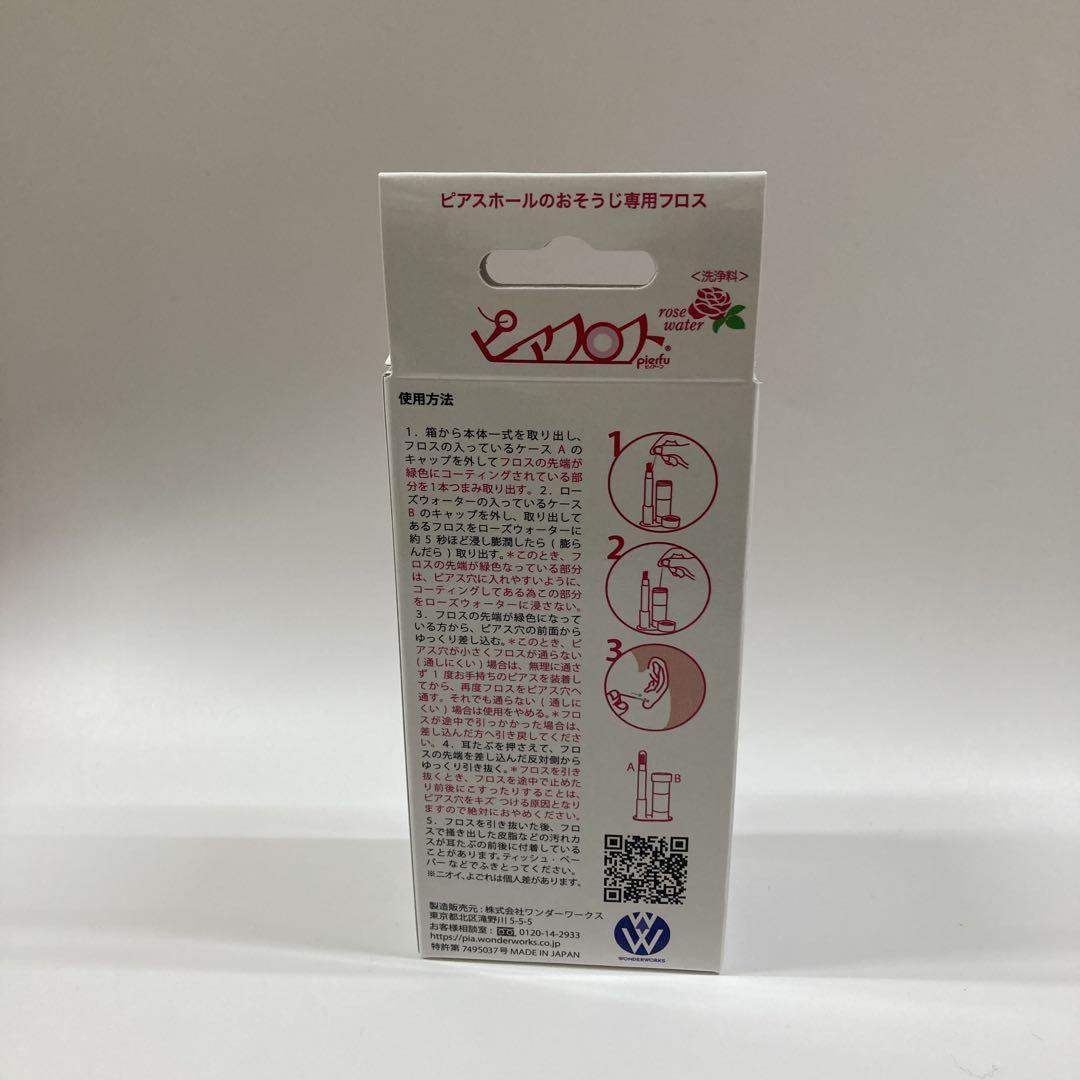 ピアスホールのおそうじ専用フロス
＜洗浄料＞
rose
water
ピアフロス®
pierfu
ピアーフ
使用方法
1．箱から本体一式を取り出し、
フロスの入っているケース A の
キャップを外してフロスの先端が
緑色にコーティングされている部
分を1本つまみ取り出す。2．ロー
ズウォーターの入っているケース
B のキャップを外し、取り出して
あるフロスをローズウォーターに
約 5 秒ほど浸し膨潤したら ( 膨ら
んだら ) 取り出す。＊このとき、フ
ロスの先端が緑色なっている部分
は、ピアス穴に入れやすいように、
コーティングしてある為この部分
をローズウォーターに浸さない。
3．フロスの先端が緑色になって
いる方から、ピアス穴の前面から
ゆっくり差し込む。＊このとき、ピ
アス穴が小さくフロスが通らない
( 通しにくい ) 場合は、無理に通さ
ず 1 度お手持ちのピアスを装着し
てから、再度フロスをピアス穴へ
通す。それでも通らない ( 通しに
くい ) 場合は使用をやめる。＊フロ
スが途中で引っかかった場合は、
差し込んだ方へ引き戻してくださ
い。4．耳たぶを押さえて、フロ
スの先端を差し込んだ反対側から
ゆっくり引き抜く。＊フロスを引き
抜くとき、フロスを途中で止めた
り前後にこすったりすることは、
ピアス穴をキズつける原因となり
ますので絶対におやめください。
5．フロスを引き抜いた後、フロ
スで掻き出した皮脂などの汚れカ
スが耳たぶの前後に付着している
ことがあります。ティッシュ・ペー
パー などでふきとってください。
※ニオイ、よごれは個人差があります。
1
2
3
A
B
製造販売元：株式会社ワンダーワークス
東京都北区滝野川 5-5-5
お客様相談室： 0120-14-2933
https://pia.wonderworks.co.jp
特許第 7495037号 MADE IN JAPAN
WONDERWORKS